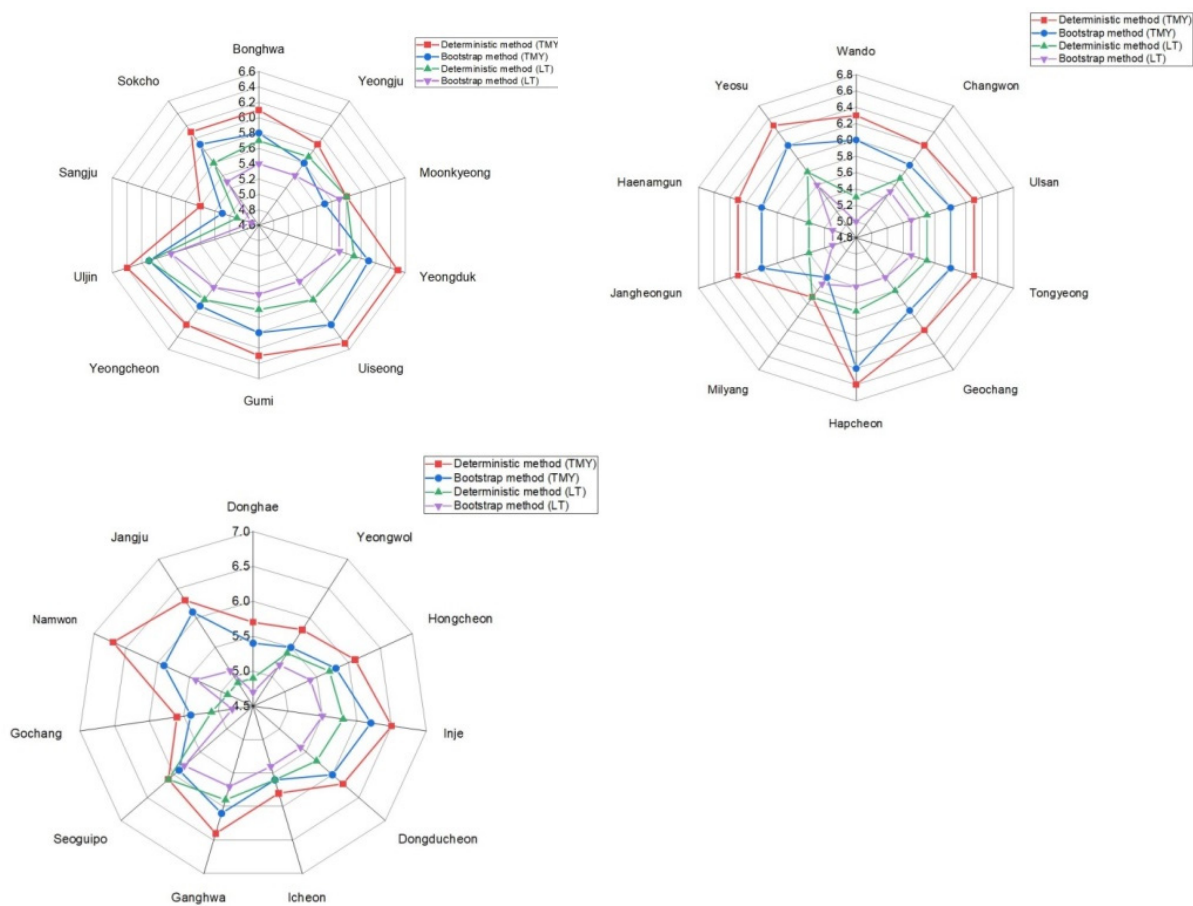 Deterministic method (TMY)
Bootstrap method (TMY)
Deterministic method (LT)
Bootstrap method (LT)
Bonghwa
Yeongju
Moonkyeong
Yeongduk
Uiseong
Gumi
Yeongcheon
Uljin
Sangju
Sokcho
6.6
6.4
6.2
6.0
5.8
5.6
5.4
5.2
5.0
4.8
4.6
Deterministic method (TMY)
Bootstrap method (TMY)
Deterministic method (LT)
Bootstrap method (LT)
Wando
Changwon
Ulsan
Tongyeong
Geochang
Hapcheon
Milyang
Jangheongun
Haenamgun
Yeosu
6.8
6.6
6.4
6.2
6.0
5.8
5.6
5.4
5.2
5.0
4.8
Deterministic method (TMY)
Bootstrap method (TMY)
Deterministic method (LT)
Bootstrap method (LT)
Donghae
Yeongwol
Hongcheon
Inje
Dongducheon
Icheon
Ganghwa
Seoguipo
Gochang
Namwon
Jangju
7.0
6.5
6.0
5.5
5.0
4.5